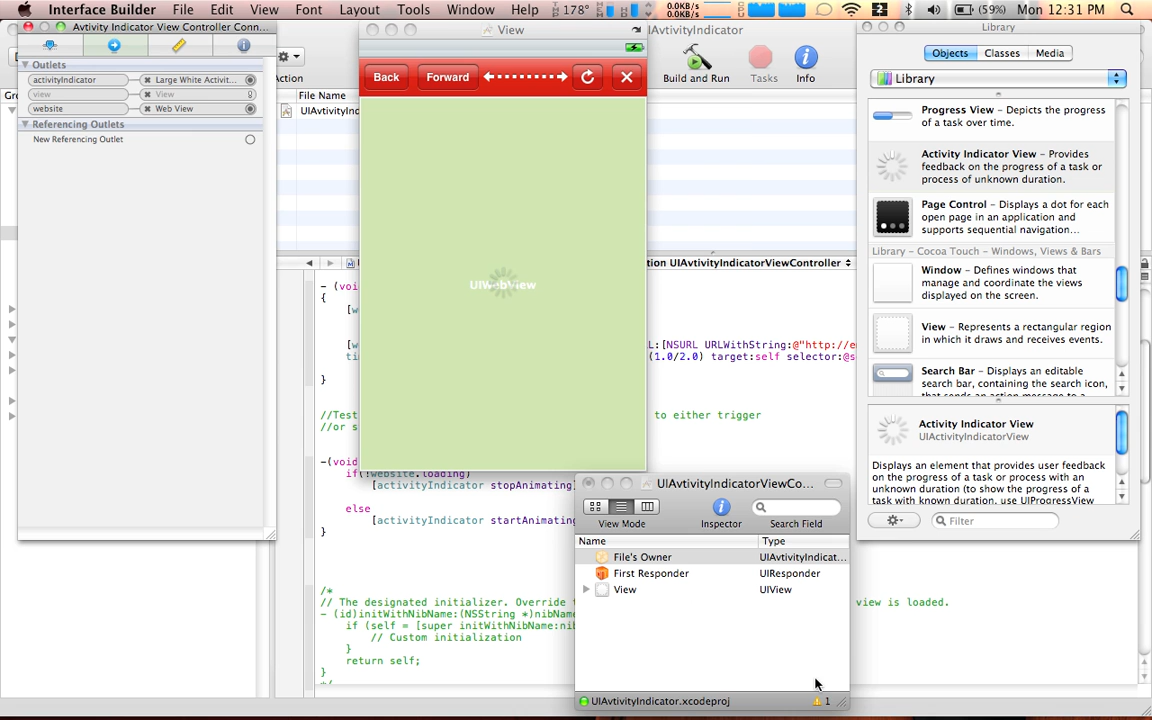 Interface Builder File Edit View Font Layout Tools Window Help 178° 0.0KB/s 0.0KB/s (59%) Mon 12:31 PM
Avtivity Indicator View Controller Conn...
Outlets
activityIndicator Large White Activit...
view View
website Web View
Referencing Outlets
New Referencing Outlet
Action
File Name
View
Back Forward
UIWebView
Build and Run Tasks Info
UIAvtivityIndicatorViewController
- (voi
{
[w
[w L:[NSURL URLWithString:@"http://e
tim (1.0/2.0) target:self selector:@s
}
//Test to either trigger
//or s
-(void
if(!website.loading)
[activityIndicator stopAnimating]
else
[activityIndicator startAnimating
}
/*
// The designated initializer. Override view is loaded.
- (id)initWithNibName:(NSString *)nibName
if (self = [super initWithNibName:nib
// Custom initialization
}
return self;
}
*/
UIAvtivityIndicatorViewCo...
View Mode Inspector Search Field
Name Type
File's Owner UIAvtivityIndicat...
First Responder UIResponder
View UIView
UIAvtivityIndicator.xcodeproj 1
Library
Objects Classes Media
Library
Progress View – Depicts the progress
of a task over time.
Activity Indicator View – Provides
feedback on the progress of a task or
process of unknown duration.
Page Control – Displays a dot for each
open page in an application and
supports sequential navigation...
Library – Cocoa Touch – Windows, Views & Bars
Window – Defines windows that
manage and coordinate the views
displayed on the screen.
View – Represents a rectangular region
in which it draws and receives events.
Search Bar – Displays an editable
search bar, containing the search icon,
that sends an action message to a
Activity Indicator View
UIActivityIndicatorView
Displays an element that provides user feedback
on the progress of a task or process with an
unknown duration (to show the progress of a
task with known duration, use UIProgressView
Filter